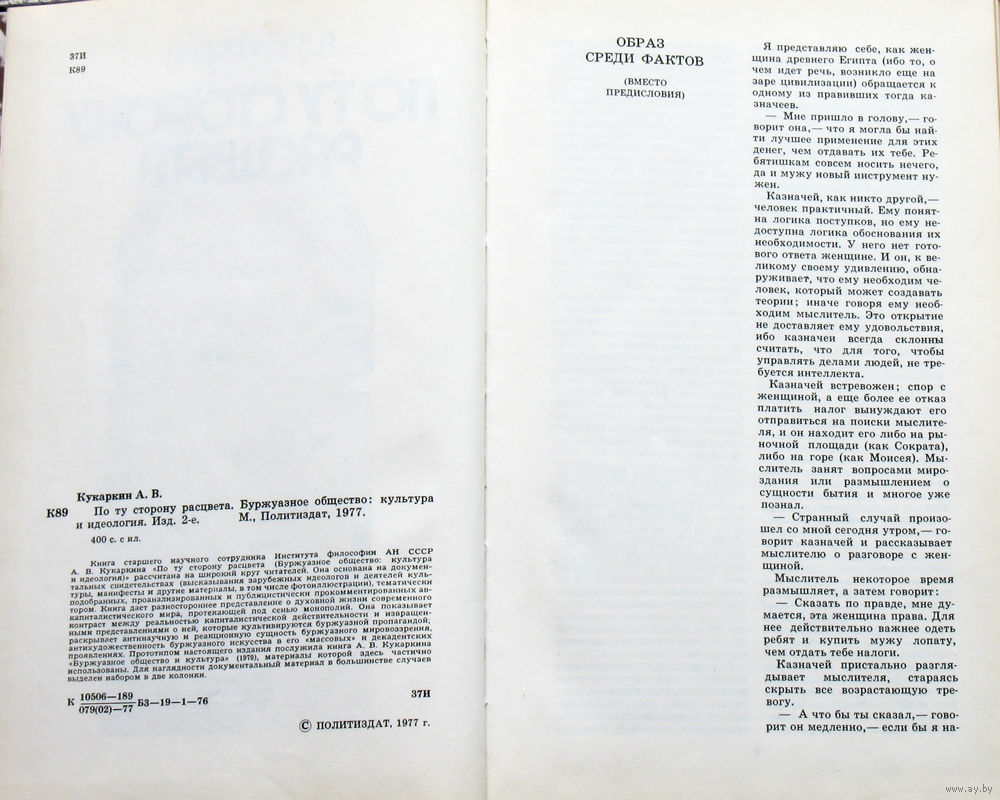 37И
К89
Кукаркин А. В.
К89 По ту сторону расцвета. Буржуазное общество: культура
и идеология. Изд. 2-е. М., Политиздат, 1977.
400 с. с ил.
Книга старшего научного сотрудника Института философии АН СССР
А. В. Кукаркина «По ту сторону расцвета (Буржуазное общество: культура
и идеология)» рассчитана на широкий круг читателей. Она основана на докумен-
тальных свидетельствах (высказывания зарубежных идеологов и деятелей куль-
туры, манифесты и другие материалы, в том числе фотоиллюстрации), тематически
подобранных, проанализированных и публицистически прокомментированных ав-
тором. Книга дает разностороннее представление о духовной жизни современного
капиталистического мира, протекающей под сенью монополий. Она показывает
контраст между реальностью капиталистической действительности и извращен-
ными представлениями о ней, которые культивируются буржуазной пропагандой;
раскрывает антинаучную и реакционную сущность буржуазного мировоззрения,
антихудожественность буржуазного искусства в его «массовых» и декадентских
проявлениях. Прототипом настоящего издания послужила книга А. В. Кукаркина
«Буржуазное общество и культура» (1970), материалы которой здесь частично
использованы. Для наглядности документальный материал в большинстве случаев
выделен набором в две колонки.
К 10506—189
079(02)—77 БЗ—19—1—76 37И
© ПОЛИТИЗДАТ, 1977 г.
ОБРАЗ
СРЕДИ ФАКТОВ
(ВМЕСТО
ПРЕДИСЛОВИЯ)
Я представляю себе, как жен-
щина древнего Египта (ибо то, о
чем идет речь, возникло еще на
заре цивилизации) обращается к
одному из правивших тогда ка-
значеев.
— Мне пришло в голову,— го-
ворит она,— что я могла бы най-
ти лучшее применение для этих
денег, чем отдавать их тебе. Ре-
бятишкам совсем носить нечего,
да и мужу новый инструмент ну-
жен.
Казначей, как никто другой,—
человек практичный. Ему понят-
на логика поступков, но ему не-
доступна логика обоснования их
необходимости. У него нет гото-
вого ответа женщине. И он, к ве-
ликому своему удивлению, обна-
руживает, что ему необходим че-
ловек, который может создавать
теории; иначе говоря ему необ-
ходим мыслитель. Это открытие
не доставляет ему удовольствия,
ибо казначеи всегда склонны
считать, что для того, чтобы
управлять делами людей, не тре-
буется интеллекта.
Казначей встревожен; спор с
женщиной, а еще более ее отказ
платить налог вынуждают его
отправиться на поиски мыслите-
ля, и он находит его либо на ры-
ночной площади (как Сократа),
либо на горе (как Моисея). Мы-
слитель занят вопросами миро-
здания или размышлением о
сущности бытия и многое уже
познал.
— Странный случай произо-
шел со мной сегодня утром,— го-
ворит казначей и рассказывает
мыслителю о разговоре с жен-
щиной.
Мыслитель некоторое время
размышляет, а затем говорит:
— Сказать по правде, мне ду-
мается, эта женщина права. Для
нее действительно важнее одеть
ребят и купить мужу лопату,
чем отдать тебе налоги.
Казначей пристально разгля-
дывает мыслителя, стараясь
скрыть все возрастающую тре-
вогу.
— А что бы ты сказал,— гово-
рит он медленно,— если бы я на-
www.ay.by